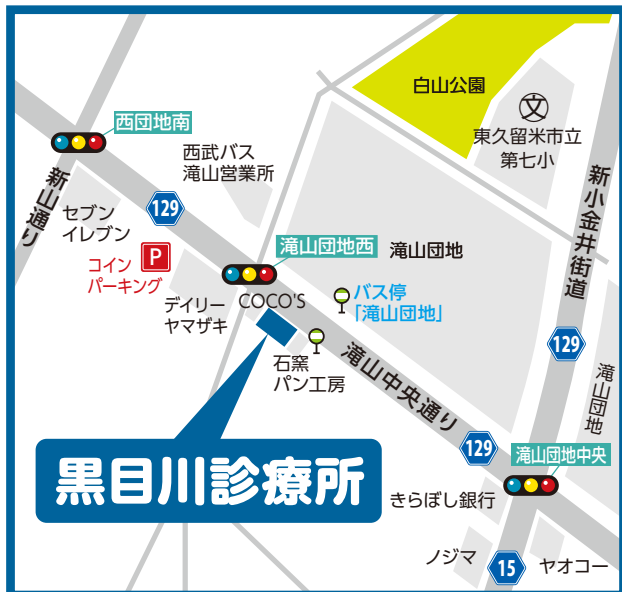 白山公園
文
東久留米市立
第七小
西団地南
西武バス
滝山営業所
新山通り
129
セブン
イレブン
P
コイン
パーキング
滝山団地西
滝山団地
新小金井街道
デイリー
ヤマザキ
COCO'S
バス停
「滝山団地」
石窯
パン工房
滝山中央通り
129
滝山団地
黒目川診療所
129
滝山団地中央
きらぼし銀行
ノジマ
15
ヤオコー